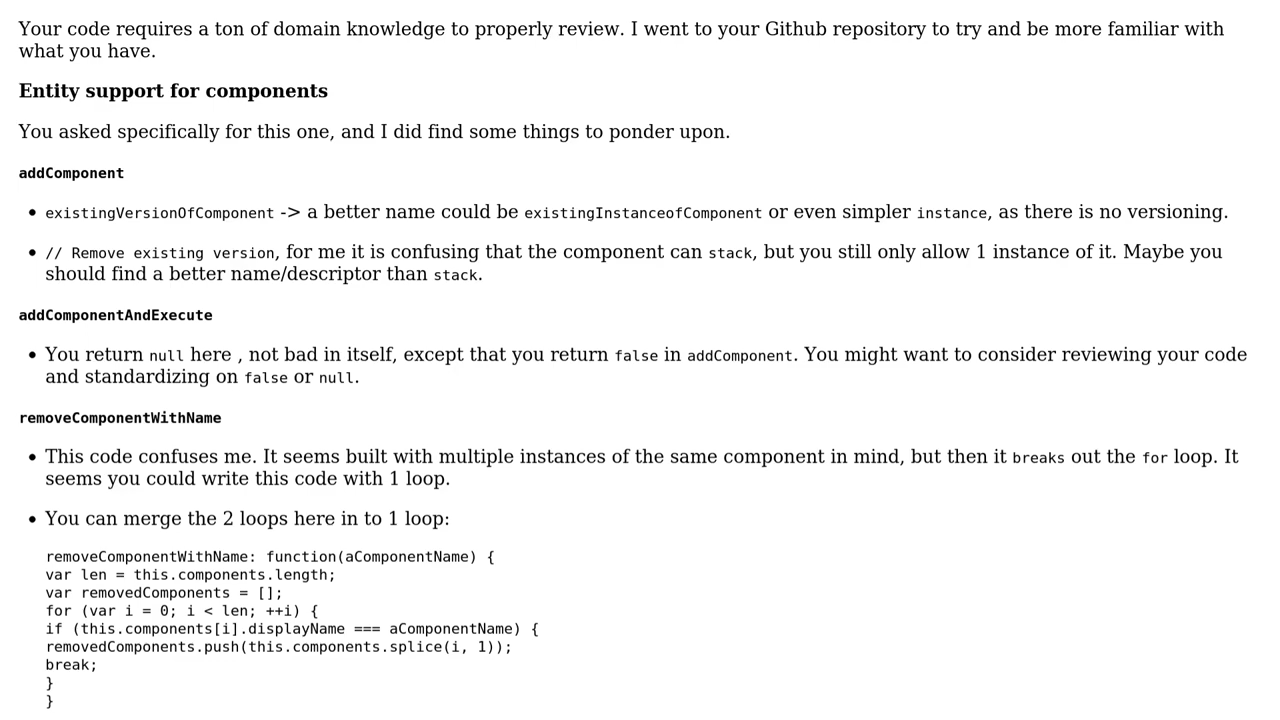 Your code requires a ton of domain knowledge to properly review. I went to your Github repository to try and be more familiar with
what you have.
Entity support for components
You asked specifically for this one, and I did find some things to ponder upon.
addComponent
• existingVersionOfComponent -> a better name could be existingInstanceofComponent or even simpler instance, as there is no versioning.
• // Remove existing version, for me it is confusing that the component can stack, but you still only allow 1 instance of it. Maybe you
should find a better name/descriptor than stack.
addComponentAndExecute
• You return null here , not bad in itself, except that you return false in addComponent. You might want to consider reviewing your code
and standardizing on false or null.
removeComponentWithName
• This code confuses me. It seems built with multiple instances of the same component in mind, but then it breaks out the for loop. It
seems you could write this code with 1 loop.
• You can merge the 2 loops here in to 1 loop:
removeComponentWithName: function(aComponentName) {
var len = this.components.length;
var removedComponents = [];
for (var i = 0; i < len; ++i) {
if (this.components[i].displayName === aComponentName) {
removedComponents.push(this.components.splice(i, 1));
break;
}
}